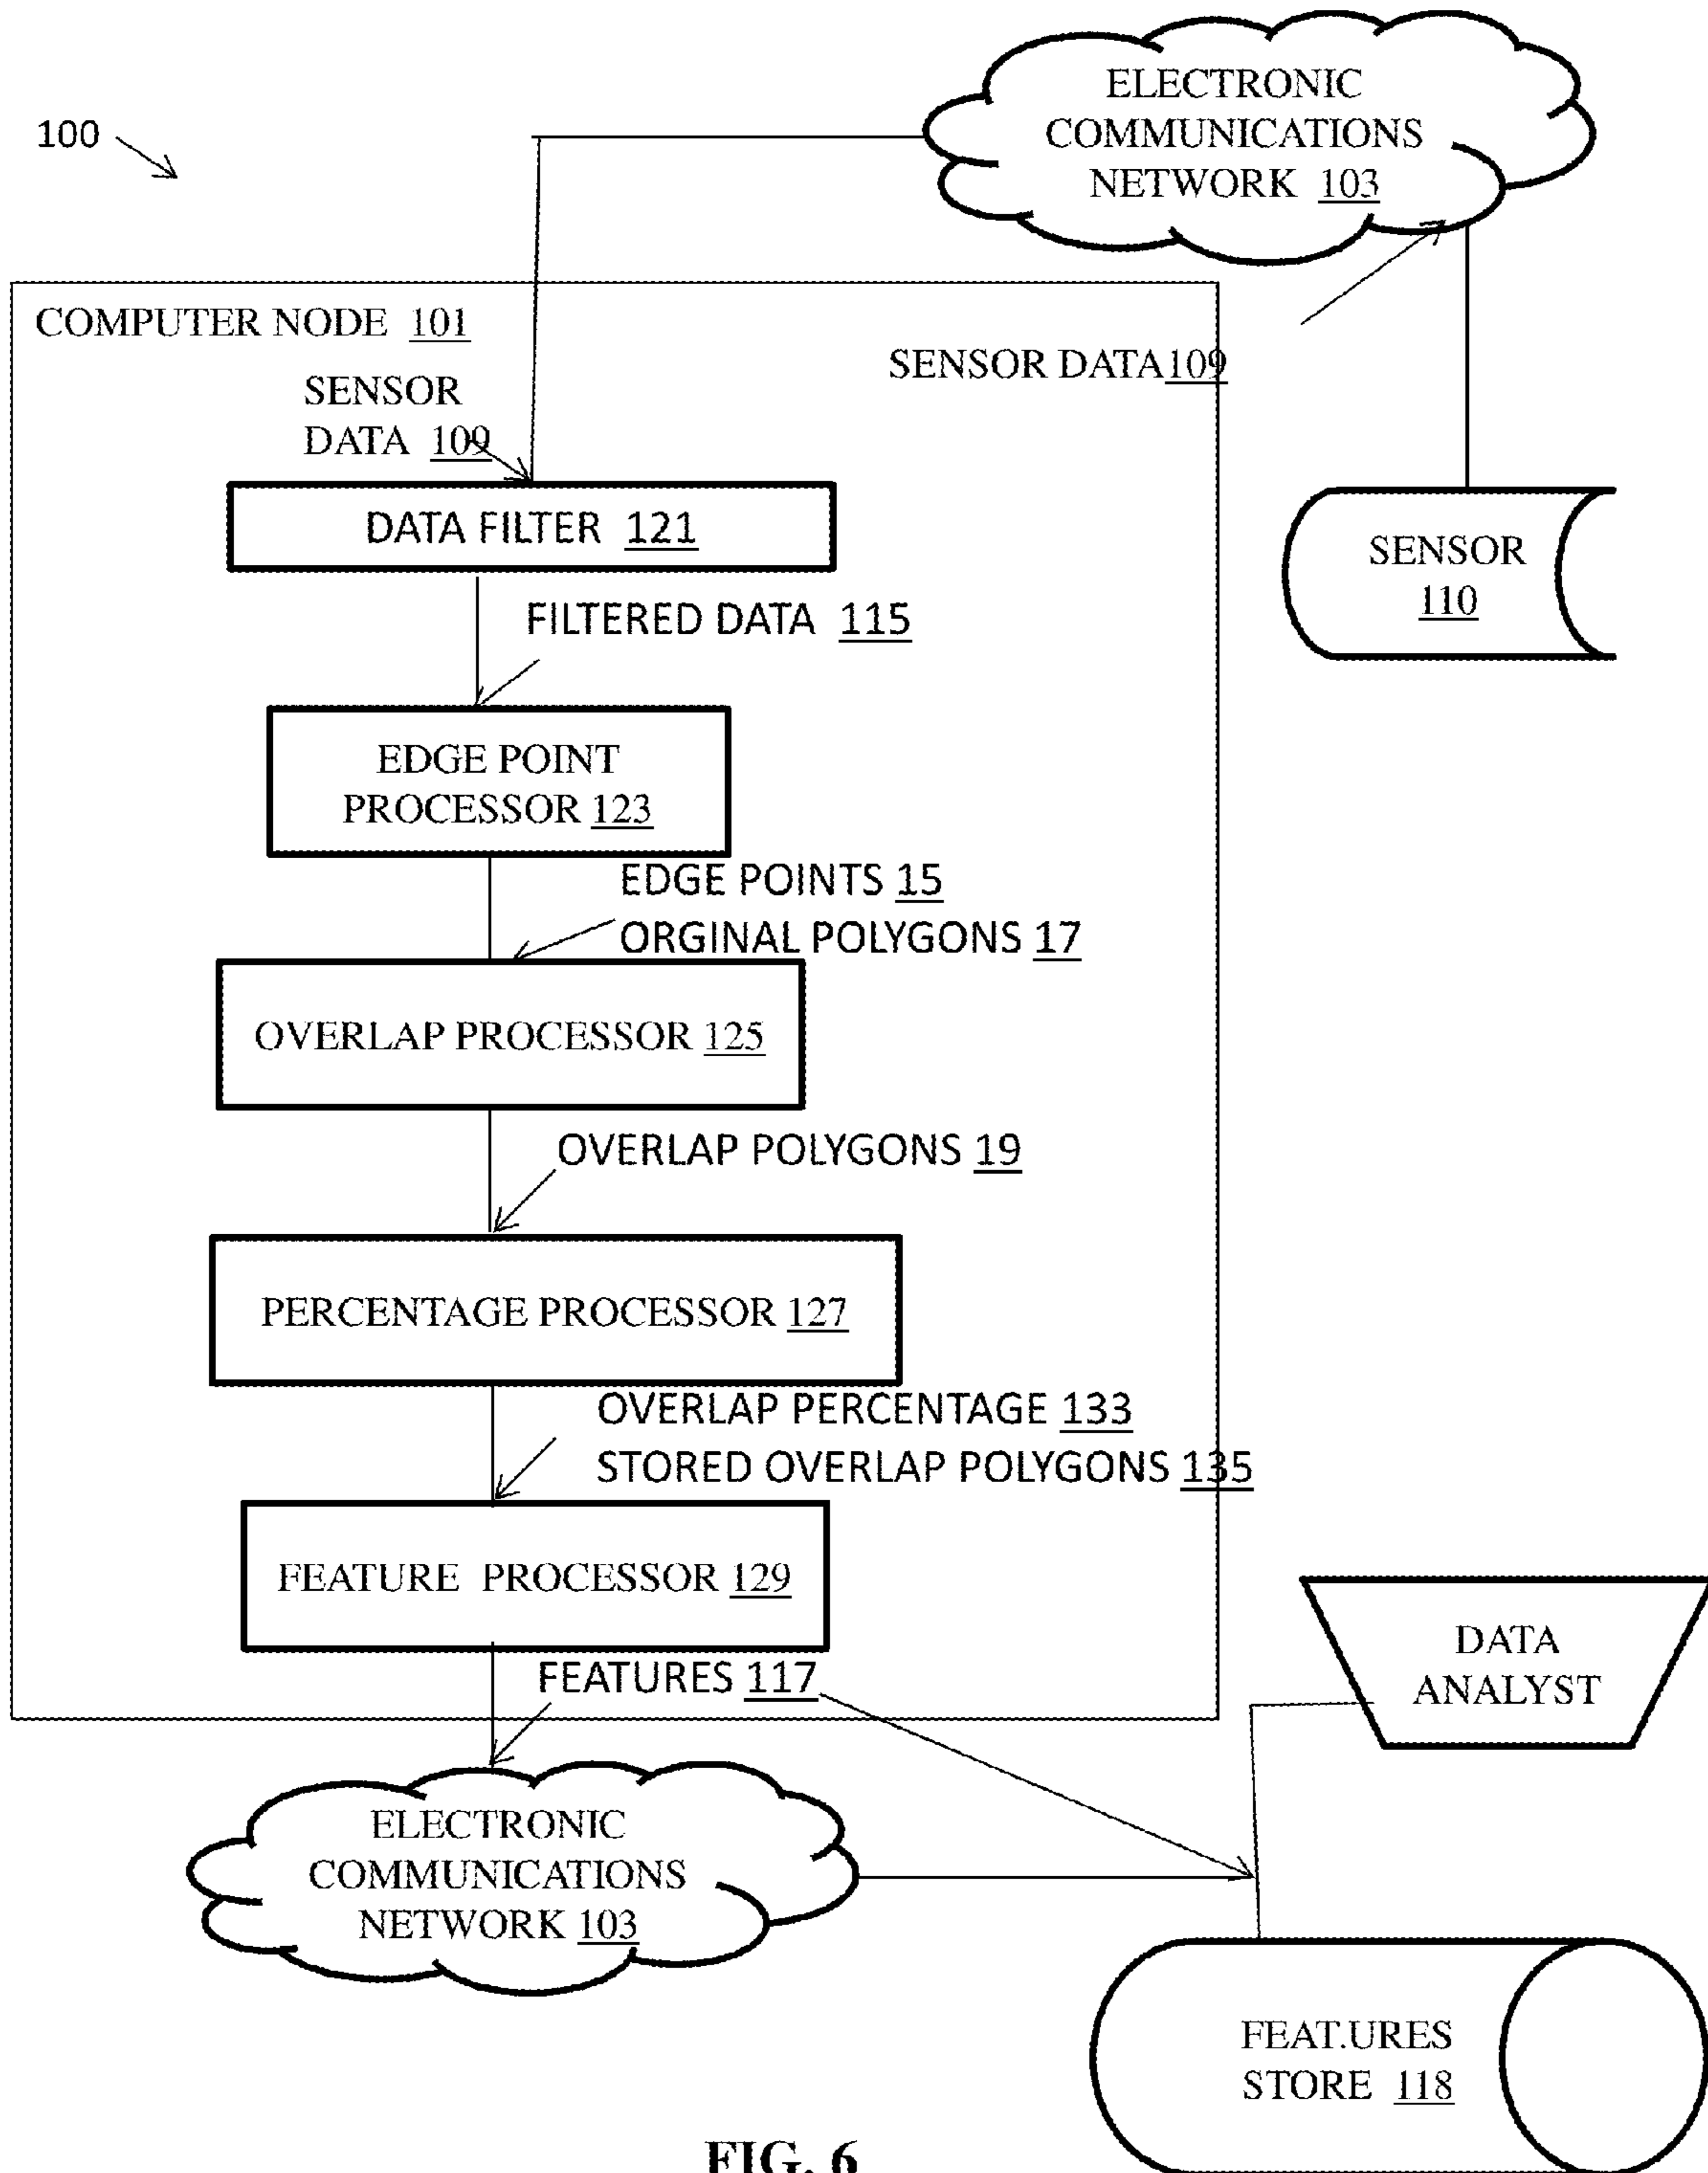 ELECTRONIC
COMMUNICATIONS
NETWORK 103
100
COMPUTER NODE 101
SENSOR DATA109
SENSOR
DATA 109
DATA FILTER 121
SENSOR
110
FILTERED DATA 115
EDGE POINT
PROCESSOR 123
EDGE POINTS 15
ORGINAL POLYGONS 17
OVERLAP PROCESSOR 125
OVERLAP POLYGONS 19
PERCENTAGE PROCESSOR 127
OVERLAP PERCENTAGE 133
STORED OVERLAP POLYGONS 135
FEATURE PROCESSOR 129
DATA
ANALYST
FEATURES 117
ELECTRONIC
COMMUNICATIONS
NETWORK 103
FEAT.URES
STORE 118
FIG. 6